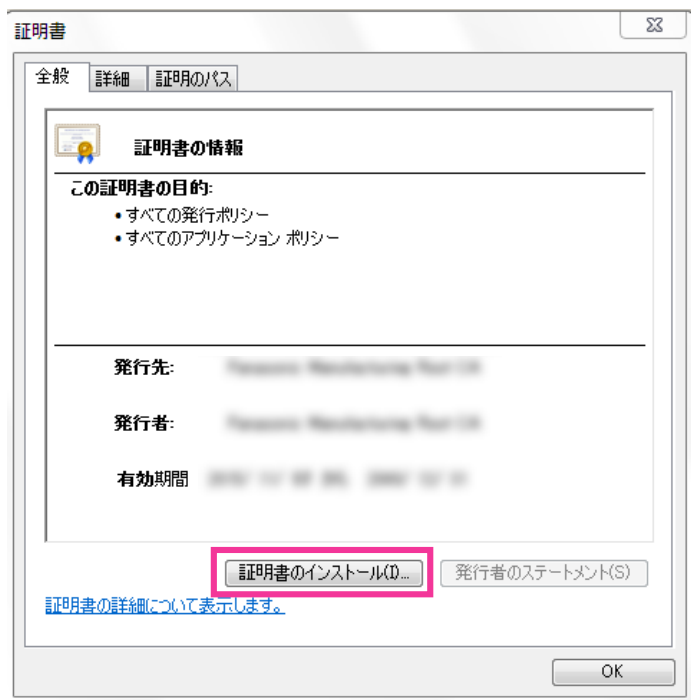 証明書
全般 詳細 証明のパス
証明書の情報
この証明書の目的:
• すべての発行ポリシー
• すべてのアプリケーション ポリシー
発行先:
発行者:
有効期間
証明書のインストール(I)... 発行者のステートメント(S)
証明書の詳細について表示します。
OK